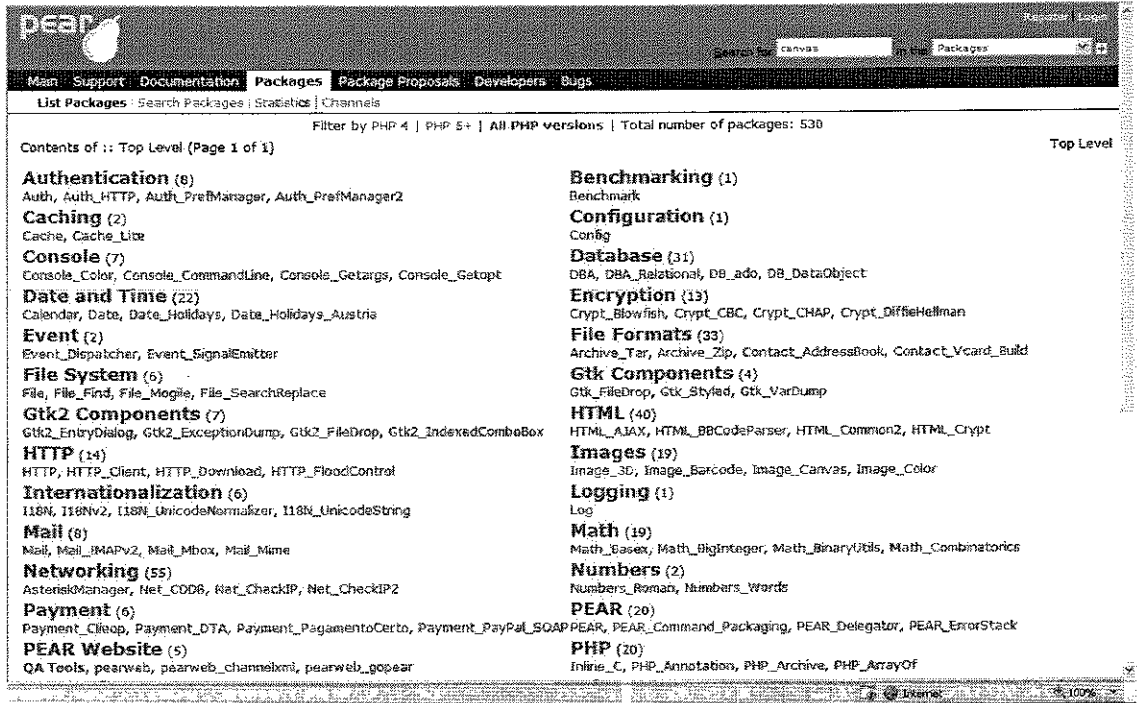 pear
Register | Login
Search for canvas in the Packages
Main Support Documentation Packages Package Proposals Developers Bugs
List Packages | Search Packages | Statistics | Channels
Filter by PHP 4 | PHP 5+ | All PHP versions | Total number of packages: 530
Contents of :: Top Level (Page 1 of 1)
Top Level
Authentication (8)
Auth, Auth_HTTP, Auth_PrefManager, Auth_PrefManager2
Benchmarking (1)
Benchmark
Caching (2)
Cache, Cache_Lite
Configuration (1)
Config
Console (7)
Console_Color, Console_CommandLine, Console_Getargs, Console_Getopt
Database (31)
DBA, DBA_Relational, DB_ado, DB_DataObject
Date and Time (22)
Calendar, Date, Date_Holidays, Date_Holidays_Austria
Encryption (13)
Crypt_Blowfish, Crypt_CBC, Crypt_CHAP, Crypt_DiffieHellman
Event (2)
Event_Dispatcher, Event_SignalEmitter
File Formats (33)
Archive_Tar, Archive_Zip, Contact_AddressBook, Contact_Vcard_Build
File System (6)
File, File_Find, File_Mogile, File_SearchReplace
Gtk Components (4)
Gtk_FileDrop, Gtk_Styled, Gtk_VarDump
Gtk2 Components (7)
Gtk2_EntryDialog, Gtk2_ExceptionDump, Gtk2_FileDrop, Gtk2_IndexedComboBox
HTML (40)
HTML_AJAX, HTML_BBCodeParser, HTML_Common2, HTML_Crypt
HTTP (14)
HTTP, HTTP_Client, HTTP_Download, HTTP_FloodControl
Images (19)
Image_3D, Image_Barcode, Image_Canvas, Image_Color
Internationalization (6)
I18N, I18Nv2, I18N_UnicodeNormalizer, I18N_UnicodeString
Logging (1)
Log
Mail (8)
Mail, Mail_IMAPv2, Mail_Mbox, Mail_Mime
Math (19)
Math_Basex, Math_BigInteger, Math_BinaryUtils, Math_Combinatorics
Networking (55)
AsteriskManager, Net_CDDB, Net_CheckIP, Net_CheckIP2
Numbers (2)
Numbers_Roman, Numbers_Words
Payment (6)
Payment_Clieop, Payment_DTA, Payment_PagamentoCerto, Payment_PayPal_SOAP
PEAR (20)
PEAR, PEAR_Command_Packaging, PEAR_Delegator, PEAR_ErrorStack
PEAR Website (5)
QA Tools, pearweb, pearweb_channelxml, pearweb_gopear
PHP (20)
Inline_C, PHP_Annotation, PHP_Archive, PHP_ArrayOf
Internet
100%